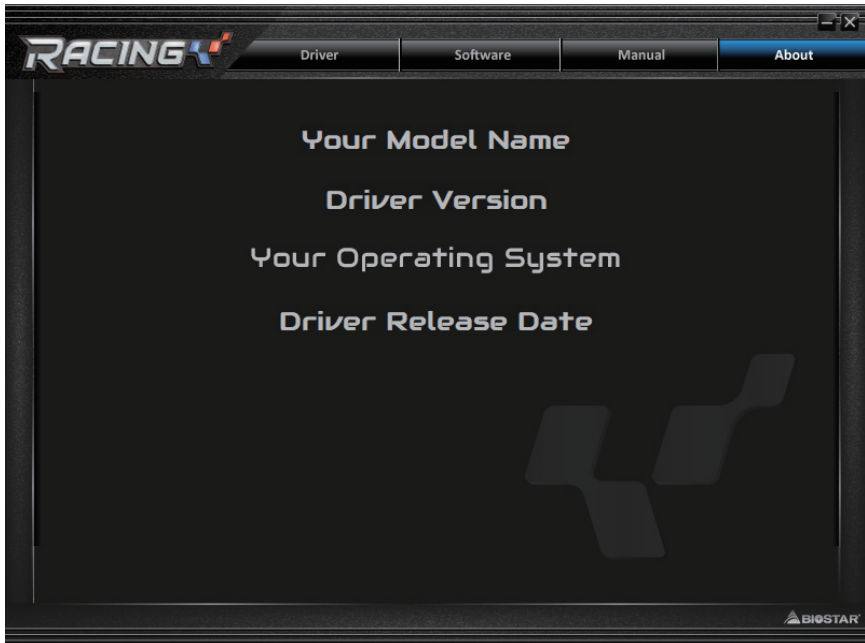 RACING
Driver
Software
Manual
About
Your Model Name
Driver Version
Your Operating System
Driver Release Date
BIOSTAR